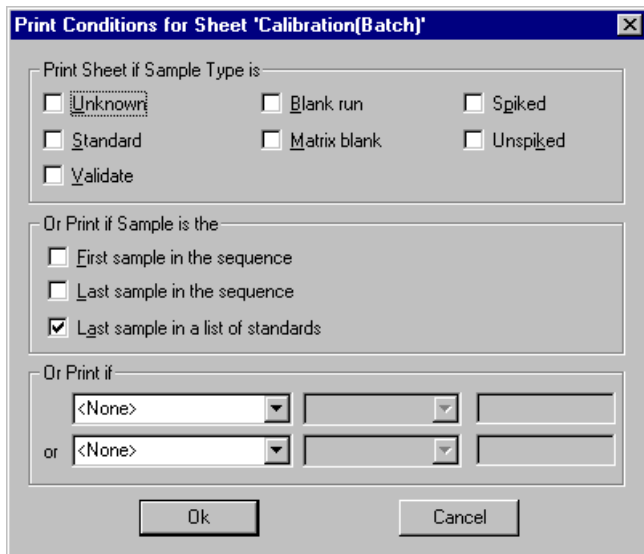 Print Conditions for Sheet 'Calibration(Batch)'
Print Sheet if Sample Type is
Unknown Blank run Spiked
Standard Matrix blank Unspiked
Validate
Or Print if Sample is the
First sample in the sequence
Last sample in the sequence
Last sample in a list of standards
Or Print if
<None>
or <None>
Ok Cancel